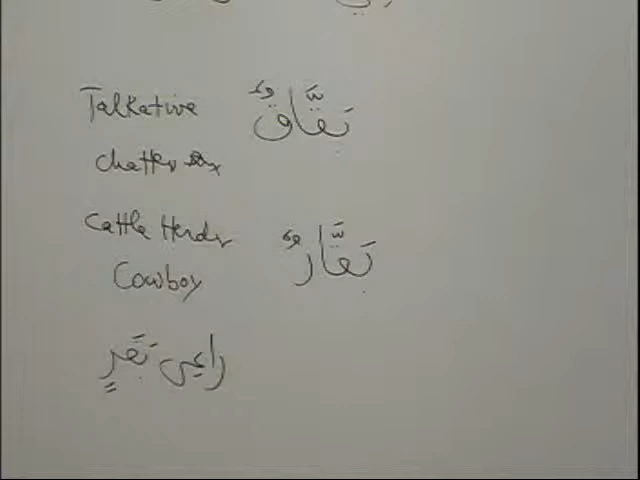 Talkative بَقَّاقٌ
Chatter
Cattle Herder بَقَّارٌ
Cowboy
راعي بَقَرٍ